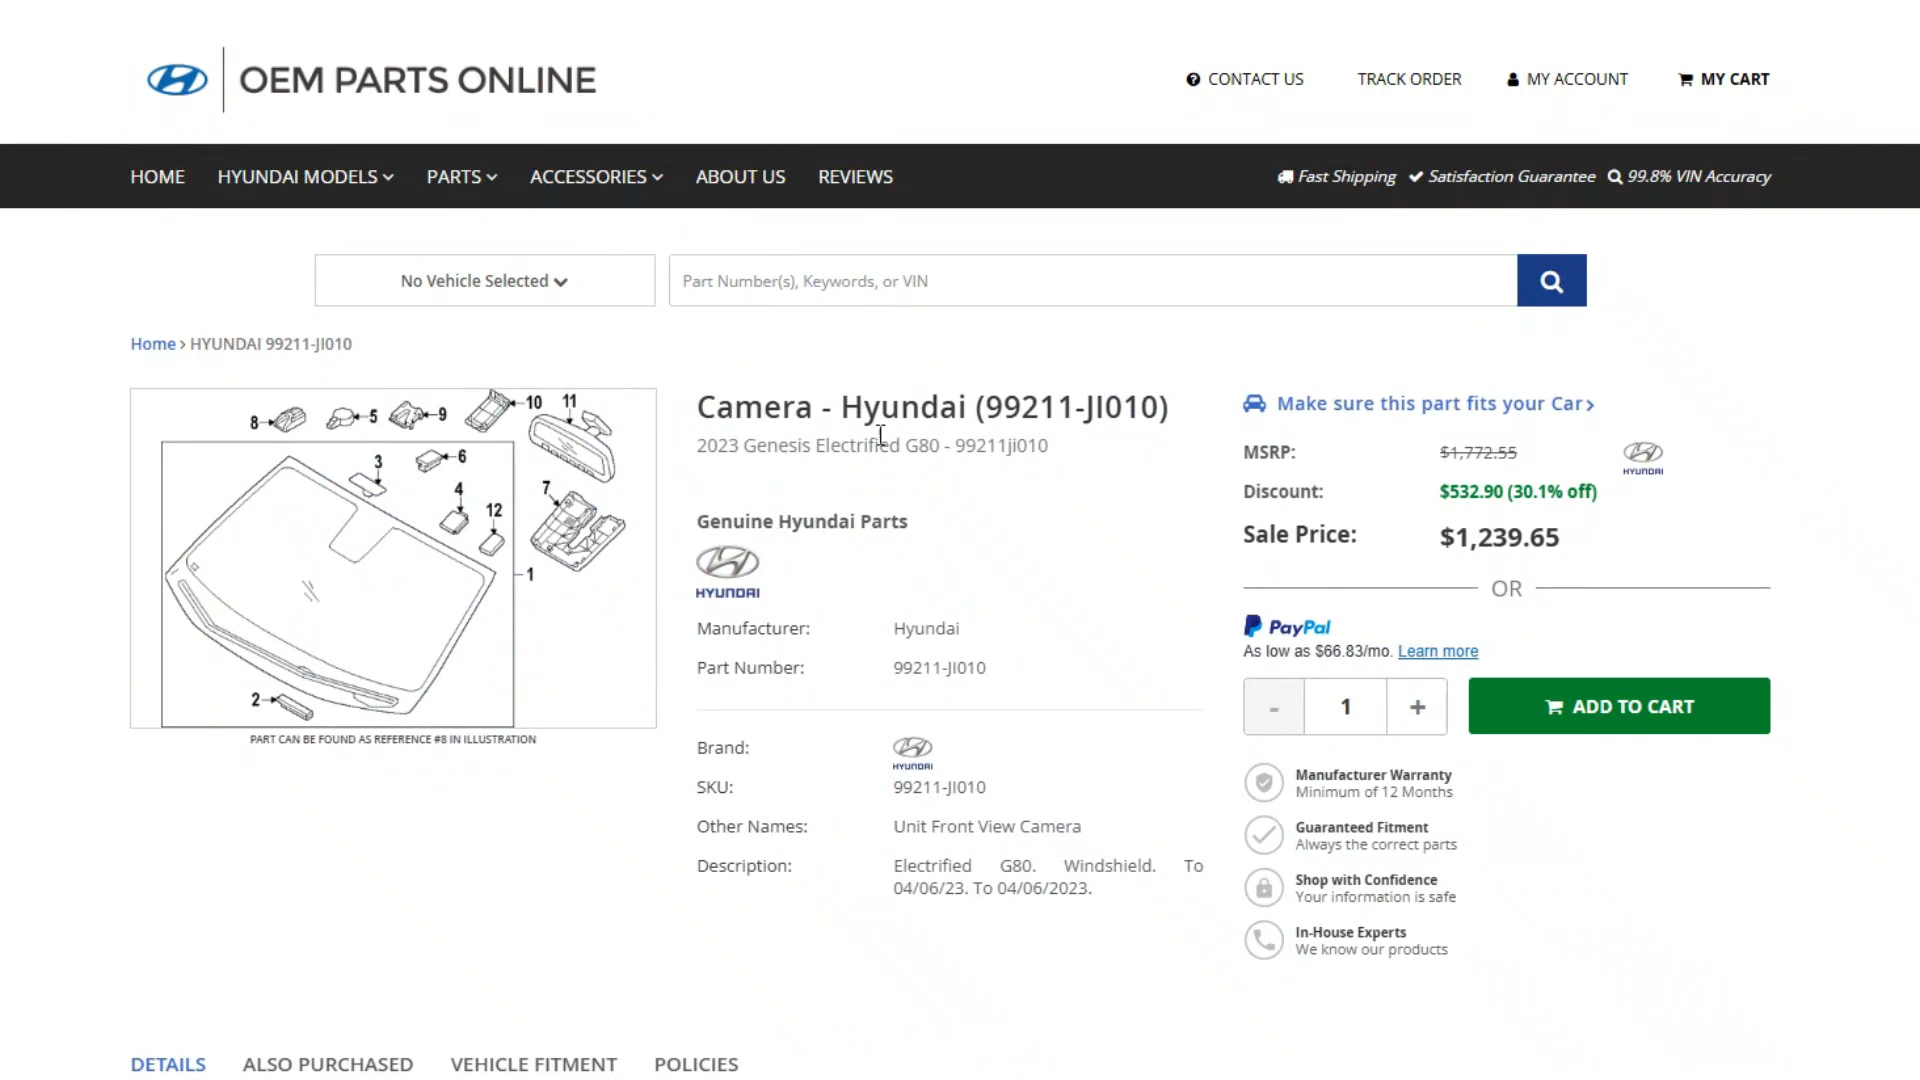 OEM PARTS ONLINE
CONTACT US
TRACK ORDER
MY ACCOUNT
MY CART
HOME
HYUNDAI MODELS
PARTS
ACCESSORIES
ABOUT US
REVIEWS
Fast Shipping
Satisfaction Guarantee
99.8% VIN Accuracy
No Vehicle Selected
Part Number(s), Keywords, or VIN
Home > HYUNDAI 99211-JI010
8
5
9
10
11
3
6
4
12
7
1
2
PART CAN BE FOUND AS REFERENCE #8 IN ILLUSTRATION
Camera - Hyundai (99211-JI010)
2023 Genesis Electrified G80 - 99211ji010
Genuine Hyundai Parts
HYUNDAI
Manufacturer: Hyundai
Part Number: 99211-JI010
Brand: HYUNDAI
SKU: 99211-JI010
Other Names: Unit Front View Camera
Description: Electrified G80. Windshield. To
04/06/23. To 04/06/2023.
Make sure this part fits your Car >
MSRP: $1,772.55
HYUNDAI
Discount: $532.90 (30.1% off)
Sale Price: $1,239.65
OR
PayPal
As low as $66.83/mo. Learn more
- 1 +
ADD TO CART
Manufacturer Warranty
Minimum of 12 Months
Guaranteed Fitment
Always the correct parts
Shop with Confidence
Your information is safe
In-House Experts
We know our products
DETAILS
ALSO PURCHASED
VEHICLE FITMENT
POLICIES